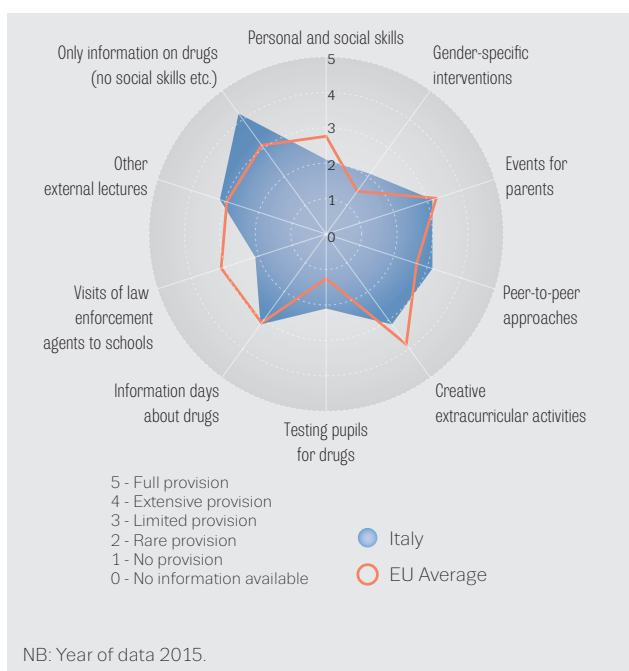 Personal and social skills
Only information on drugs
(no social skills etc.)
Gender-specific
interventions
5
4
3
2
1
0
Other
external lectures
Events for
parents
Visits of law
enforcement
agents to schools
Peer-to-peer
approaches
Information days
about drugs
Creative
extracurricular activities
Testing pupils
for drugs
5 - Full provision
4 - Extensive provision
3 - Limited provision
2 - Rare provision
1 - No provision
0 - No information available
Italy
EU Average
NB: Year of data 2015.